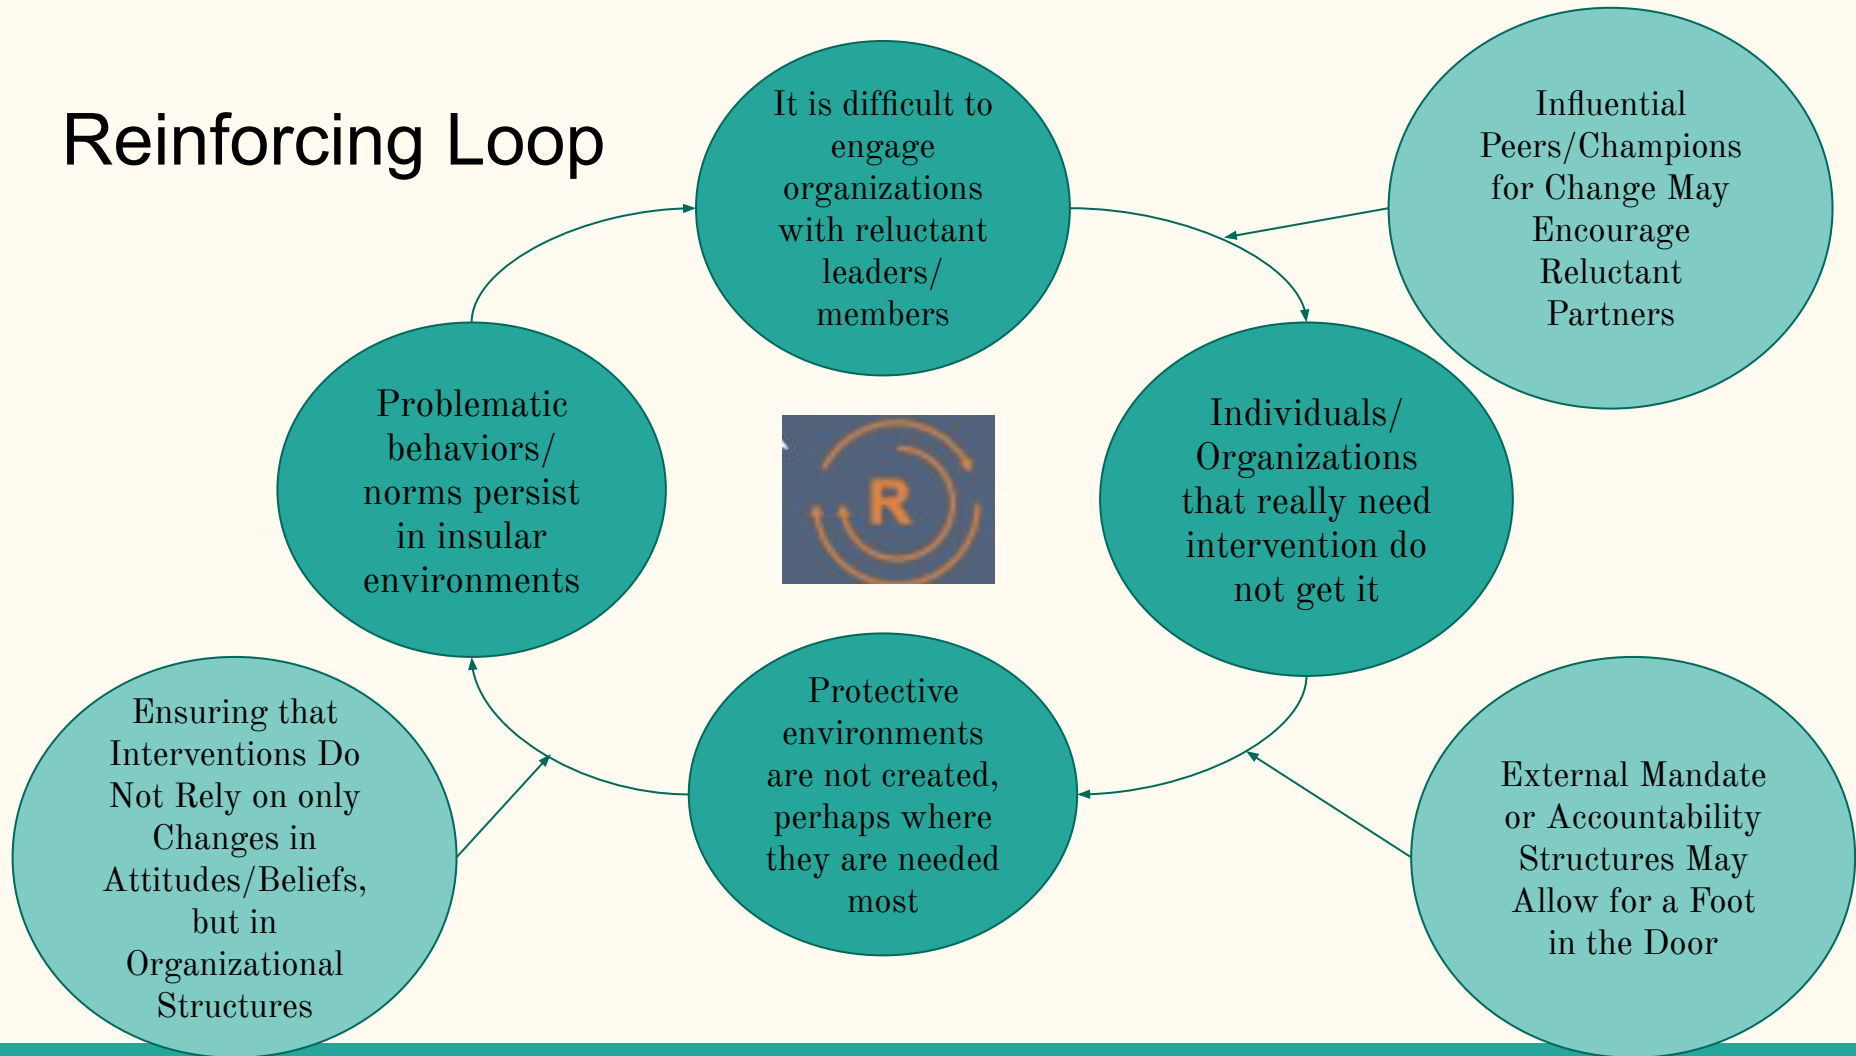 Reinforcing Loop
It is difficult to
engage
organizations
with reluctant
leaders/
members
Influential
Peers/Champions
for Change May
Encourage
Reluctant
Partners
Individuals/
Organizations
that really need
intervention do
not get it
External Mandate
or Accountability
Structures May
Allow for a Foot
in the Door
Protective
environments
are not created,
perhaps where
they are needed
most
Ensuring that
Interventions Do
Not Rely on only
Changes in
Attitudes/Beliefs,
but in
Organizational
Structures
Problematic
behaviors/
norms persist
in insular
environments
R